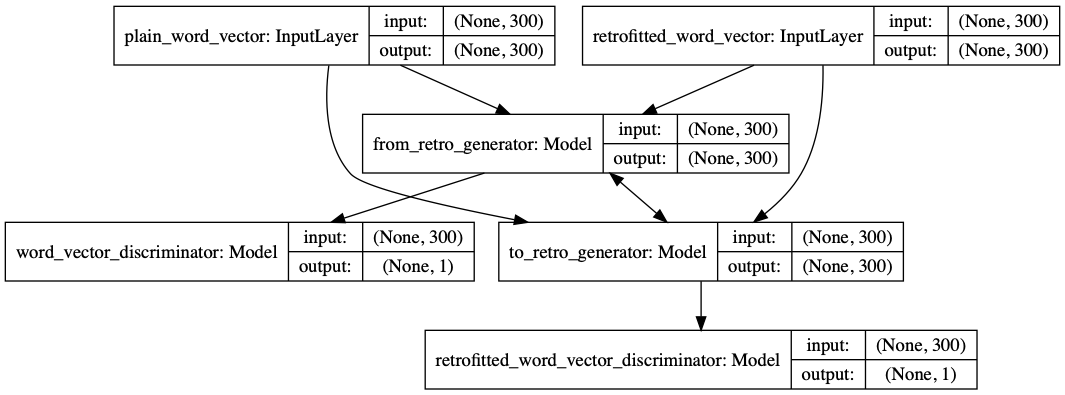 plain_word_vector: InputLayer input: (None, 300)
output: (None, 300)
retrofitted_word_vector: InputLayer input: (None, 300)
output: (None, 300)
from_retro_generator: Model input: (None, 300)
output: (None, 300)
word_vector_discriminator: Model input: (None, 300)
output: (None, 1)
to_retro_generator: Model input: (None, 300)
output: (None, 300)
retrofitted_word_vector_discriminator: Model input: (None, 300)
output: (None, 1)